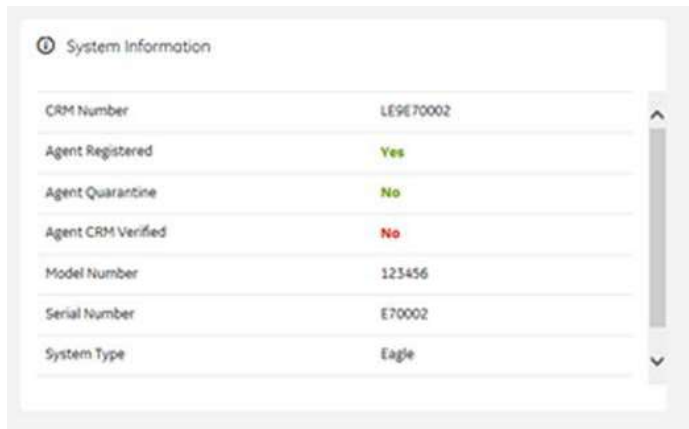 System Information
CRM Number LE9E70002
Agent Registered Yes
Agent Quarantine No
Agent CRM Verified No
Model Number 123456
Serial Number E70002
System Type Eagle